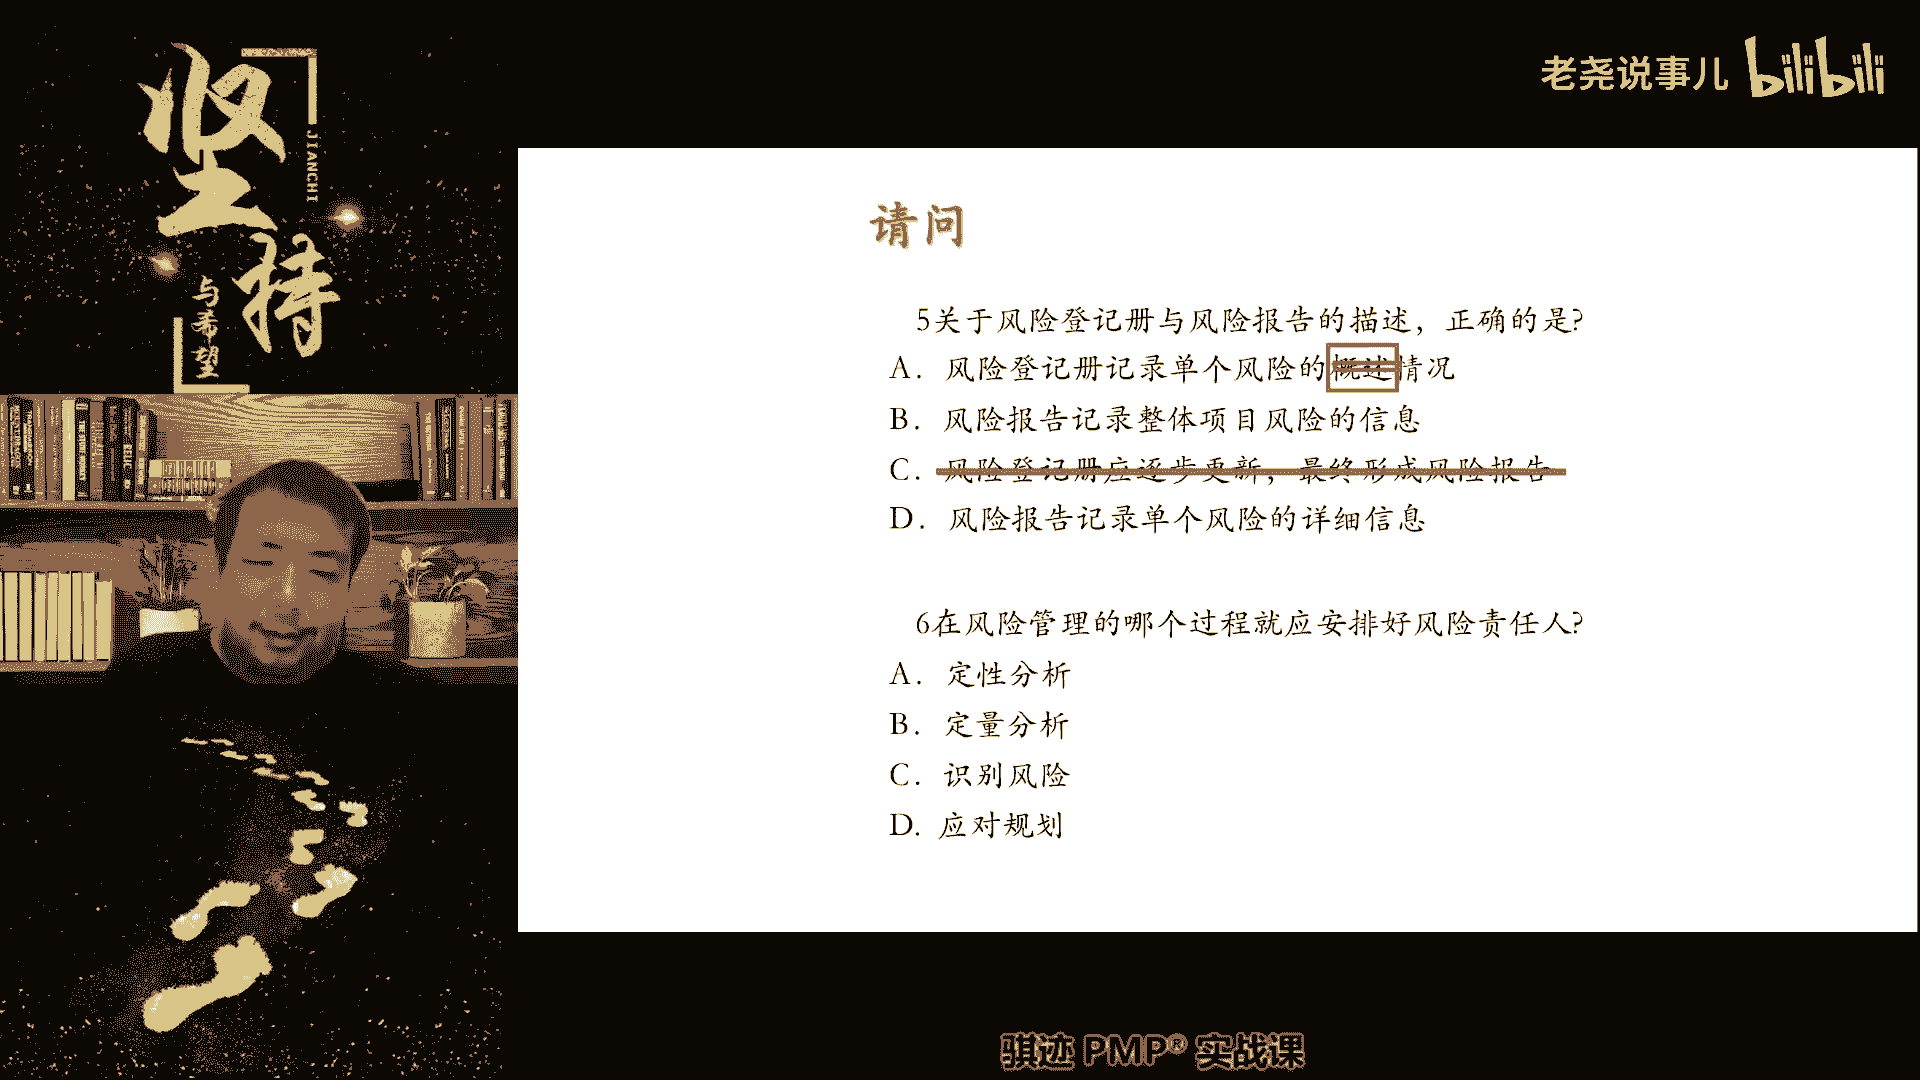 坚持
JIANCHI
与希望
老尧说事儿 bilibili
请问
5关于风险登记册与风险报告的描述，正确的是?
A. 风险登记册记录单个风险的概述情况
B. 风险报告记录整体项目风险的信息
C. 风险登记册应逐步更新，最终形成风险报告
D. 风险报告记录单个风险的详细信息
6在风险管理的哪个过程就应安排好风险责任人?
A. 定性分析
B. 定量分析
C. 识别风险
D. 应对规划
骐迹 PMP® 实战课